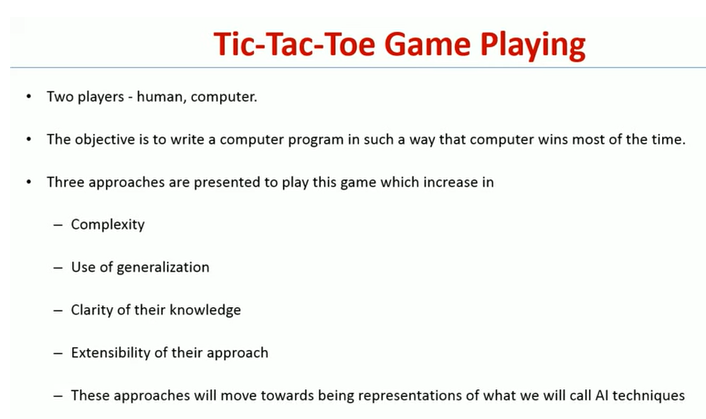 Tic-Tac-Toe Game Playing
• Two players - human, computer.
• The objective is to write a computer program in such a way that computer wins most of the time.
• Three approaches are presented to play this game which increase in
– Complexity
– Use of generalization
– Clarity of their knowledge
– Extensibility of their approach
– These approaches will move towards being representations of what we will call AI techniques